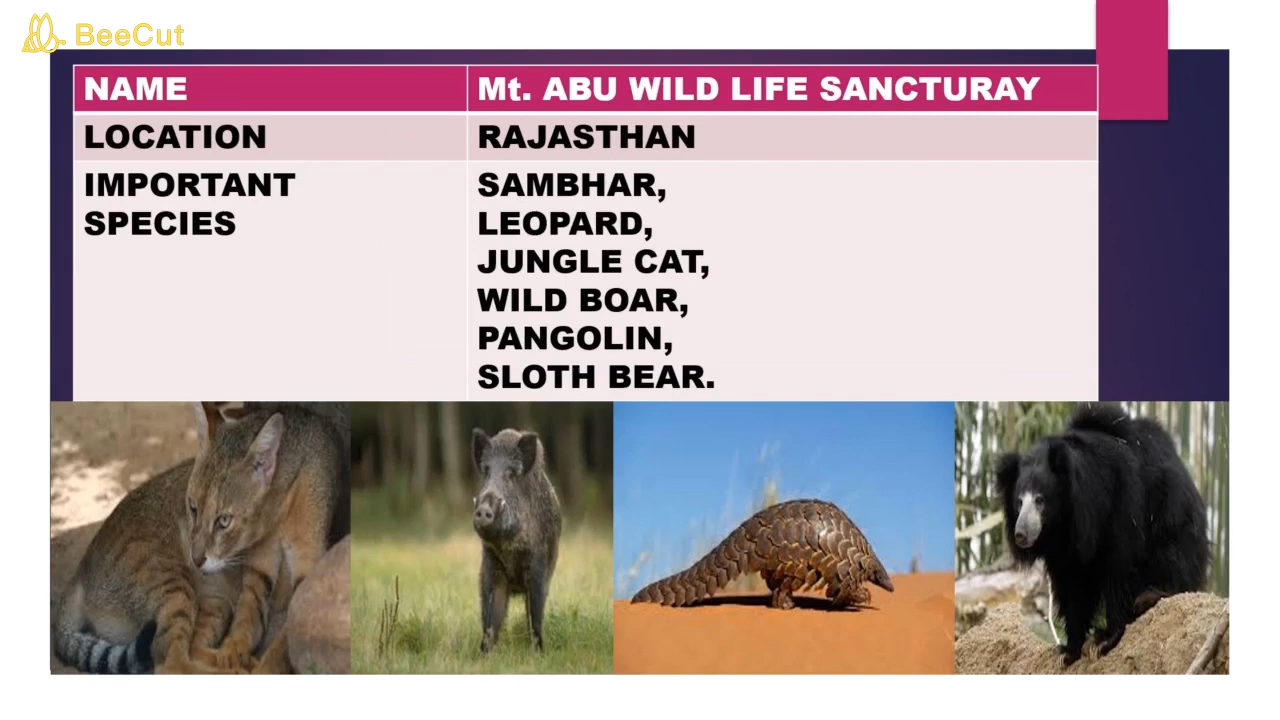 BeeCut
NAME Mt. ABU WILD LIFE SANCTURAY
LOCATION RAJASTHAN
IMPORTANT SPECIES
SAMBHAR,
LEOPARD,
JUNGLE CAT,
WILD BOAR,
PANGOLIN,
SLOTH BEAR.